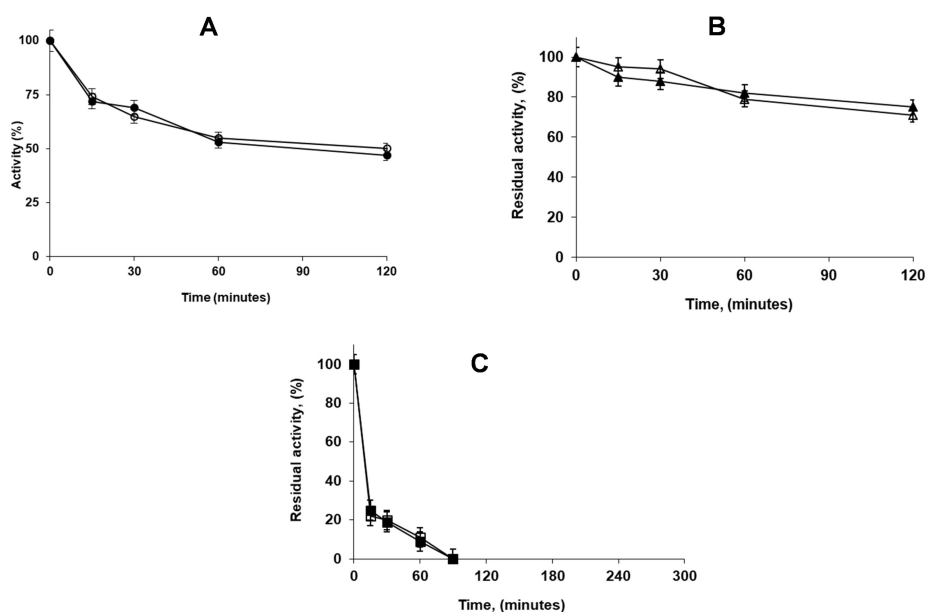 A
100
75
50
25
0
Activity (%)
0 30 60 90 120
Time (minutes)
B
100
80
60
40
20
0
Residual activity, (%)
0 30 60 90 120
Time, (minutes)
C
100
80
60
40
20
0
Residual activity, (%)
0 60 120 180 240 300
Time, (minutes)